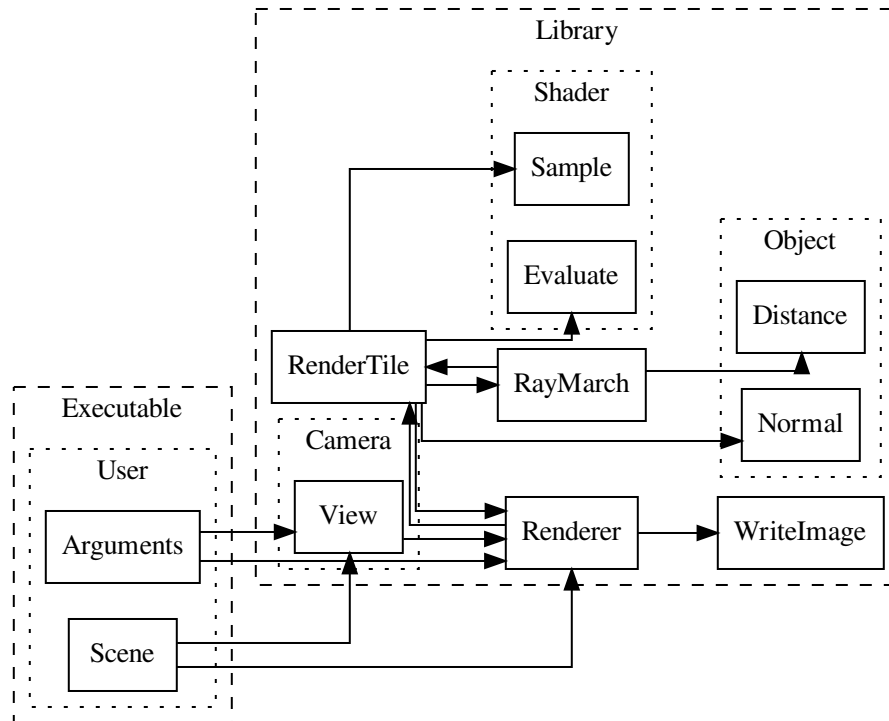 Library
Shader
Sample
Object
Evaluate
Distance
RenderTile
RayMarch
Executable
Normal
Camera
User
View
Renderer
WriteImage
Arguments
Scene